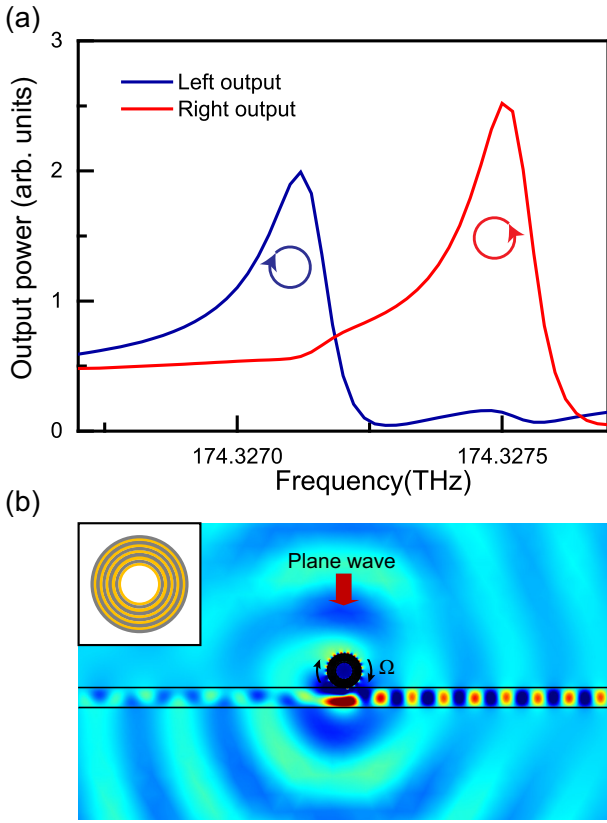 (a)
3
2
1
0
Output power (arb. units)
Left output
Right output
174.3270
174.3275
Frequency(THz)
(b)
Plane wave
Ω